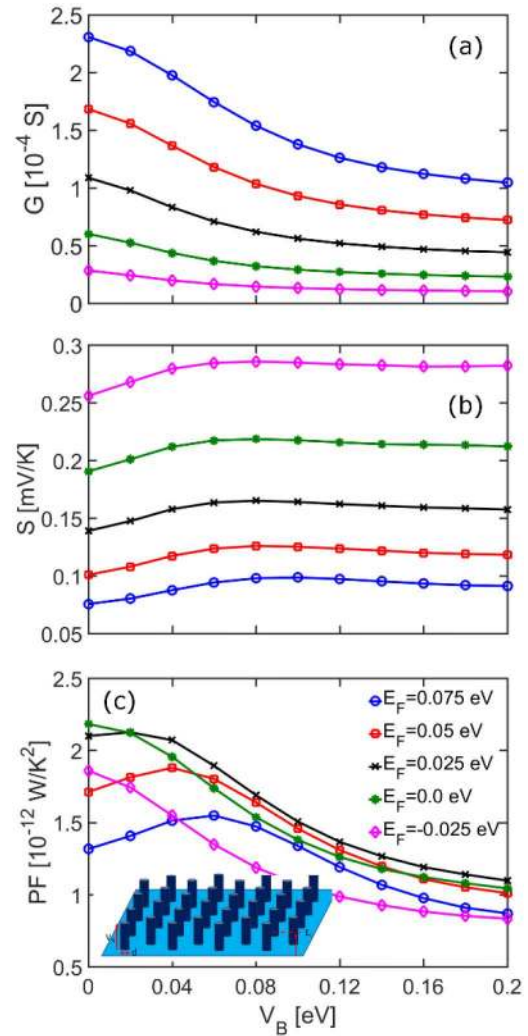 (a)
G [10⁻⁴ S]
2.5
2
1.5
1
0.5
0
(b)
S [mV/K]
0.3
0.25
0.2
0.15
0.1
0.05
(c)
PF [10⁻¹² W/K²]
2.5
2
1.5
1
0.5
E_F=0.075 eV
E_F=0.05 eV
E_F=0.025 eV
E_F=0.0 eV
E_F=-0.025 eV
0 0.04 0.08 0.12 0.16 0.2
V_B [eV]